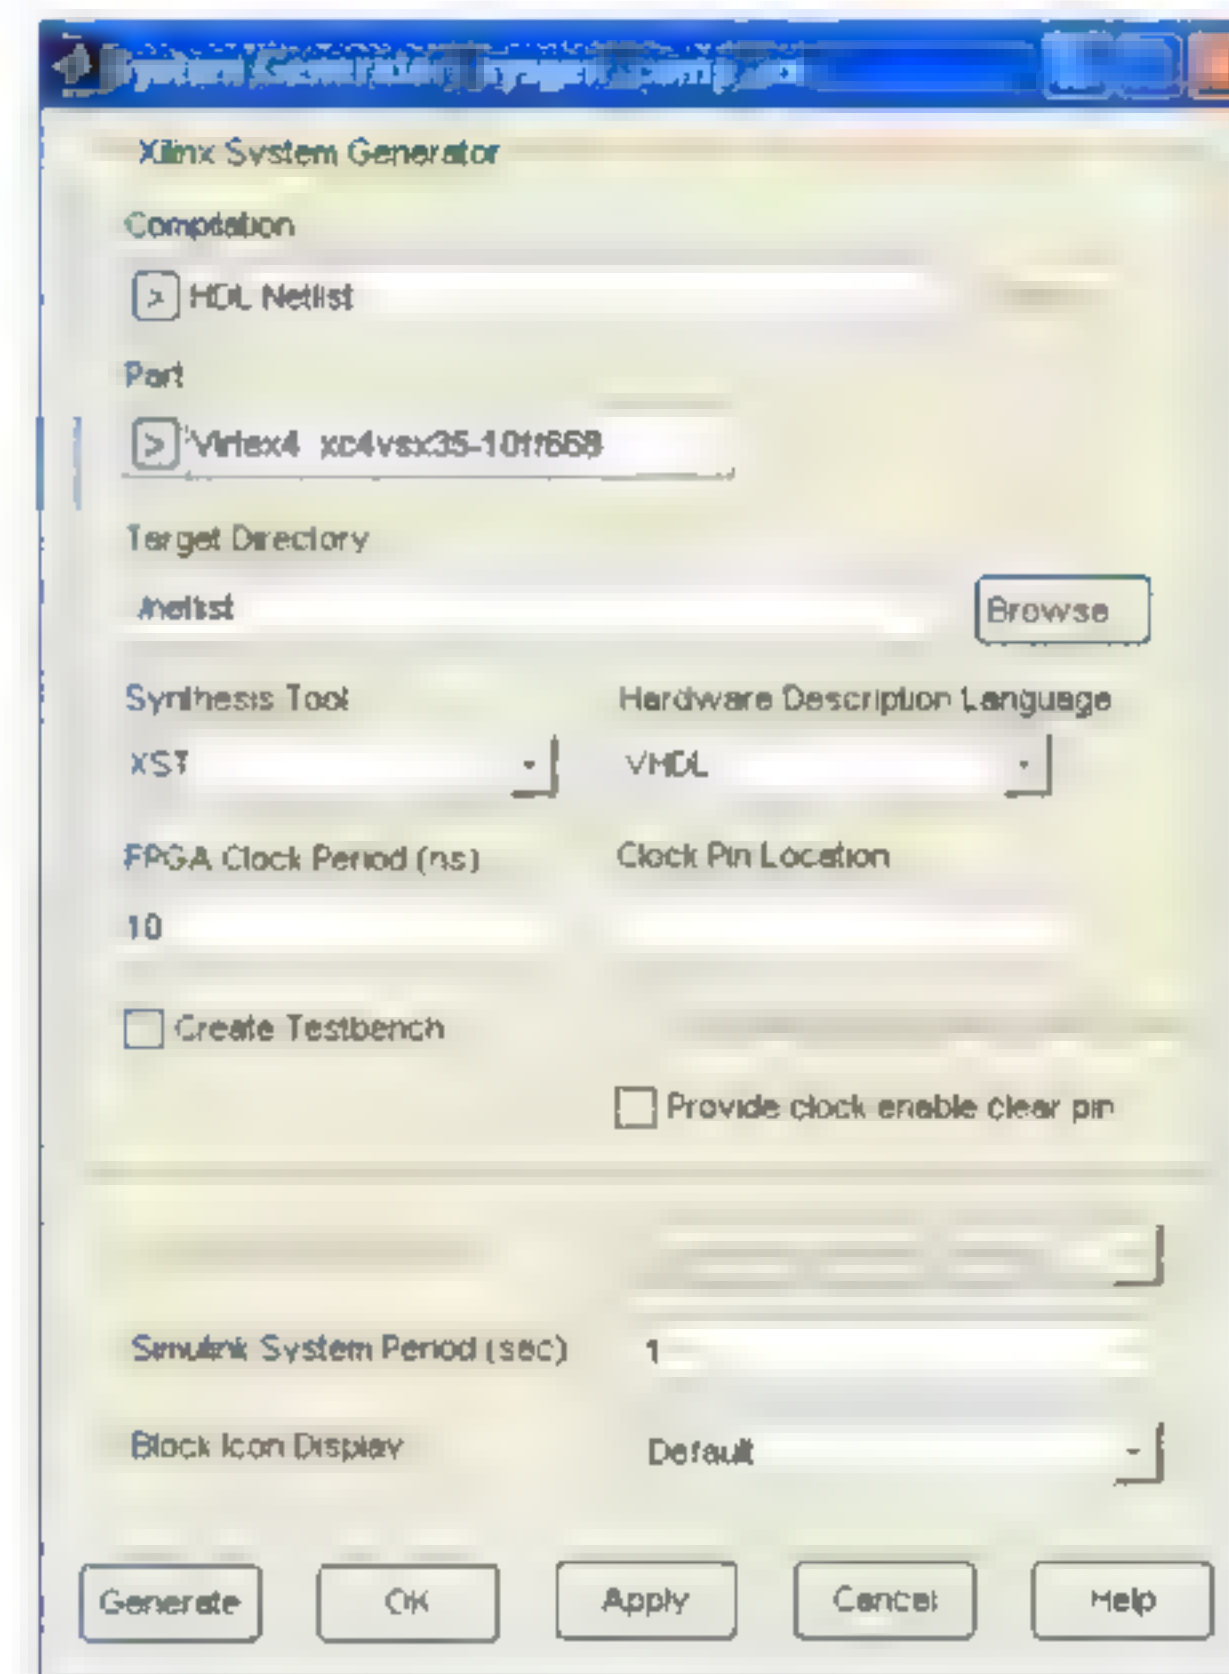 Xilinx System Generator
Compilation
> HDL Netlist
Part
> Virtex4 xc4vsx35-10ff668
Target Directory
./netlist
Browse
Synthesis Tool Hardware Description Language
XST VHDL
FPGA Clock Period (ns) Clock Pin Location
10
Create Testbench
Provide clock enable clear pin
Simulink System Period (sec) 1
Block Icon Display Default
Generate OK Apply Cancel Help